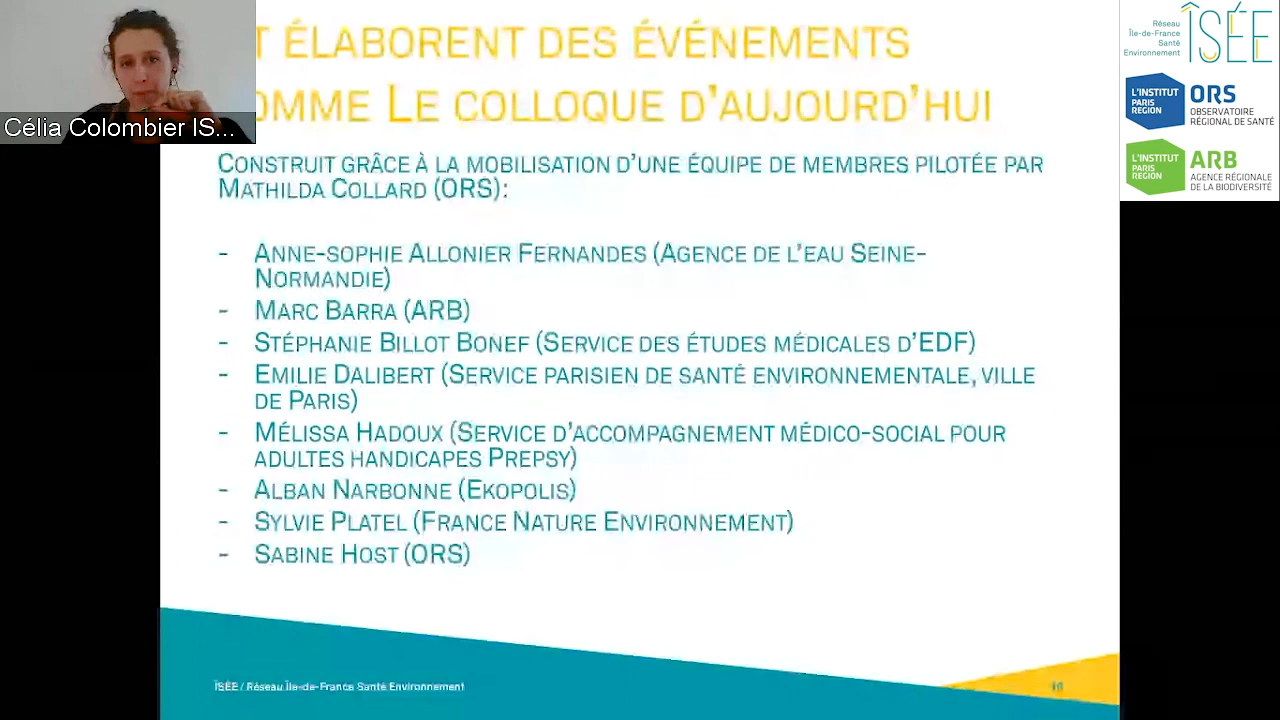 T ÉLABORENT DES ÉVÉNEMENTS
OMME LE COLLOQUE D'AUJOURD'HUI
Célia Colombier IS...
CONSTRUIT GRÂCE À LA MOBILISATION D'UNE ÉQUIPE DE MEMBRES PILOTÉE PAR
MATHILDA COLLARD (ORS):
- ANNE-SOPHIE ALLONIER FERNANDES (AGENCE DE L'EAU SEINE-
NORMANDIE)
- MARC BARRA (ARB)
- STÉPHANIE BILLOT BONEF (SERVICE DES ÉTUDES MÉDICALES D'EDF)
- EMILIE DALIBERT (SERVICE PARISIEN DE SANTÉ ENVIRONNEMENTALE, VILLE
DE PARIS)
- MÉLISSA HADOUX (SERVICE D'ACCOMPAGNEMENT MÉDICO-SOCIAL POUR
ADULTES HANDICAPES PREPSY)
- ALBAN NARBONNE (EKOPOLIS)
- SYLVIE PLATEL (FRANCE NATURE ENVIRONNEMENT)
- SABINE HOST (ORS)
ÎSÉE / Réseau Île-de-France Santé Environnement
Réseau
Île-de-France
Santé
Environnement
ÎSÉE
L'INSTITUT
PARIS
REGION
ORS
OBSERVATOIRE
RÉGIONAL DE SANTÉ
L'INSTITUT
PARIS
REGION
ARB
AGENCE RÉGIONALE
DE LA BIODIVERSITÉ